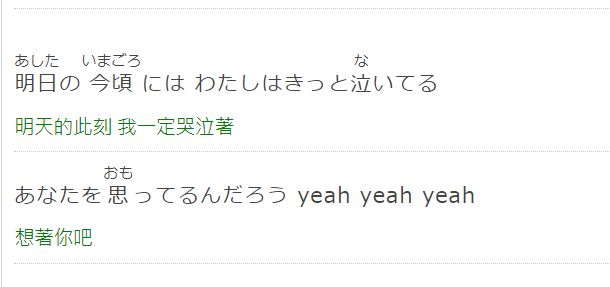 あした いまごろ な
明日の 今頃 には わたしはきっと泣いてる
明天的此刻 我一定哭泣著
おも
あなたを 思ってるんだろう yeah yeah yeah
想著你吧